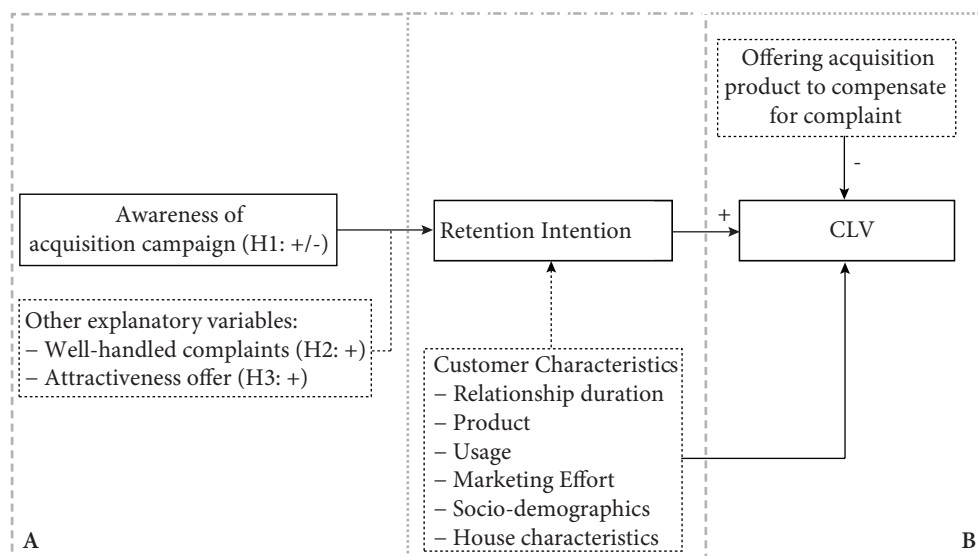 Offering acquisition
product to compensate
for complaint
-
Awareness of
acquisition campaign (H1: +/-)
Retention Intention
+
CLV
Other explanatory variables:
– Well-handled complaints (H2: +)
– Attractiveness offer (H3: +)
Customer Characteristics
– Relationship duration
– Product
– Usage
– Marketing Effort
– Socio-demographics
– House characteristics
A
B